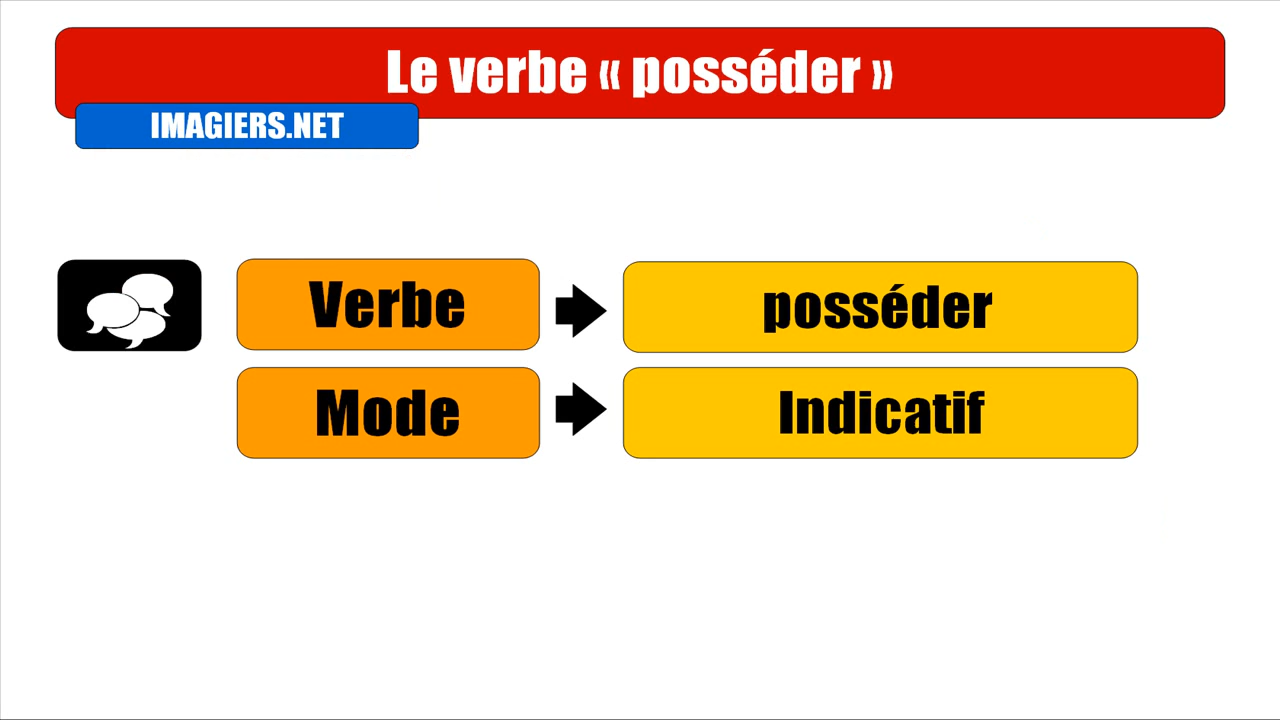 Le verbe « posséder »
IMAGIERS.NET
Verbe posséder
Mode Indicatif